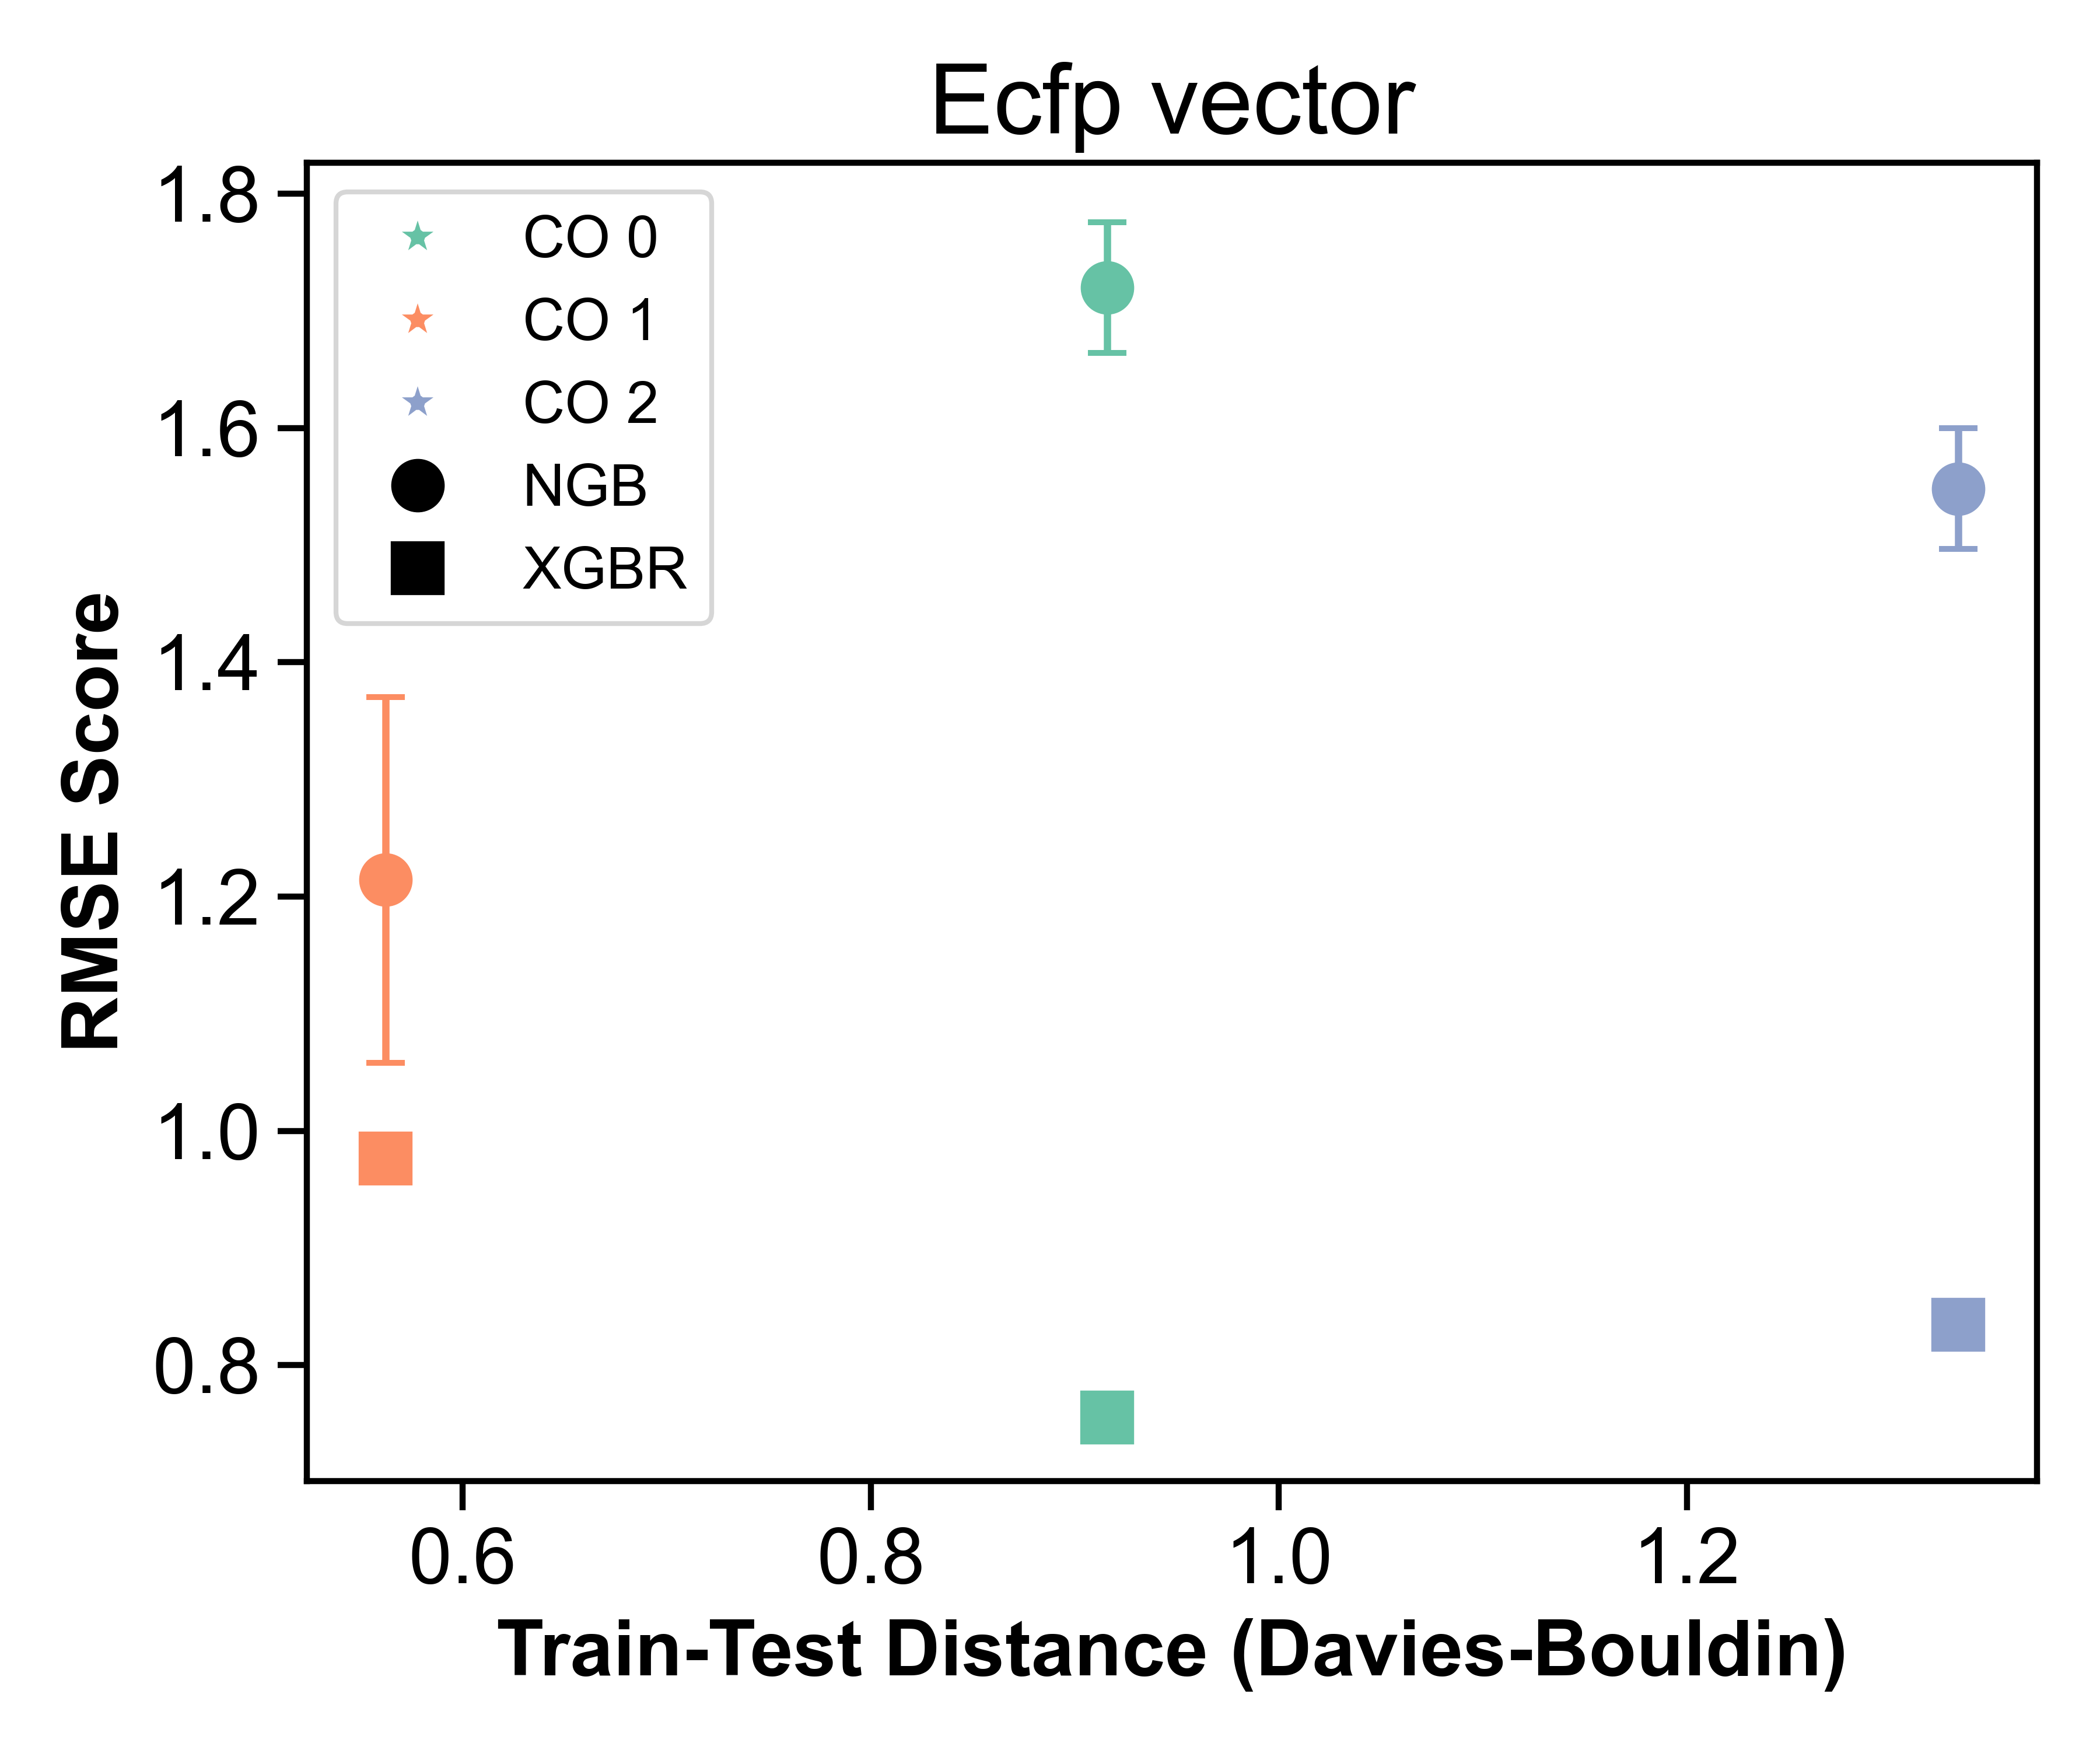 Ecfp vector
1.8
1.6
1.4
1.2
1.0
0.8
RMSE Score
CO 0
CO 1
CO 2
NGB
XGBR
0.6 0.8 1.0 1.2
Train-Test Distance (Davies-Bouldin)